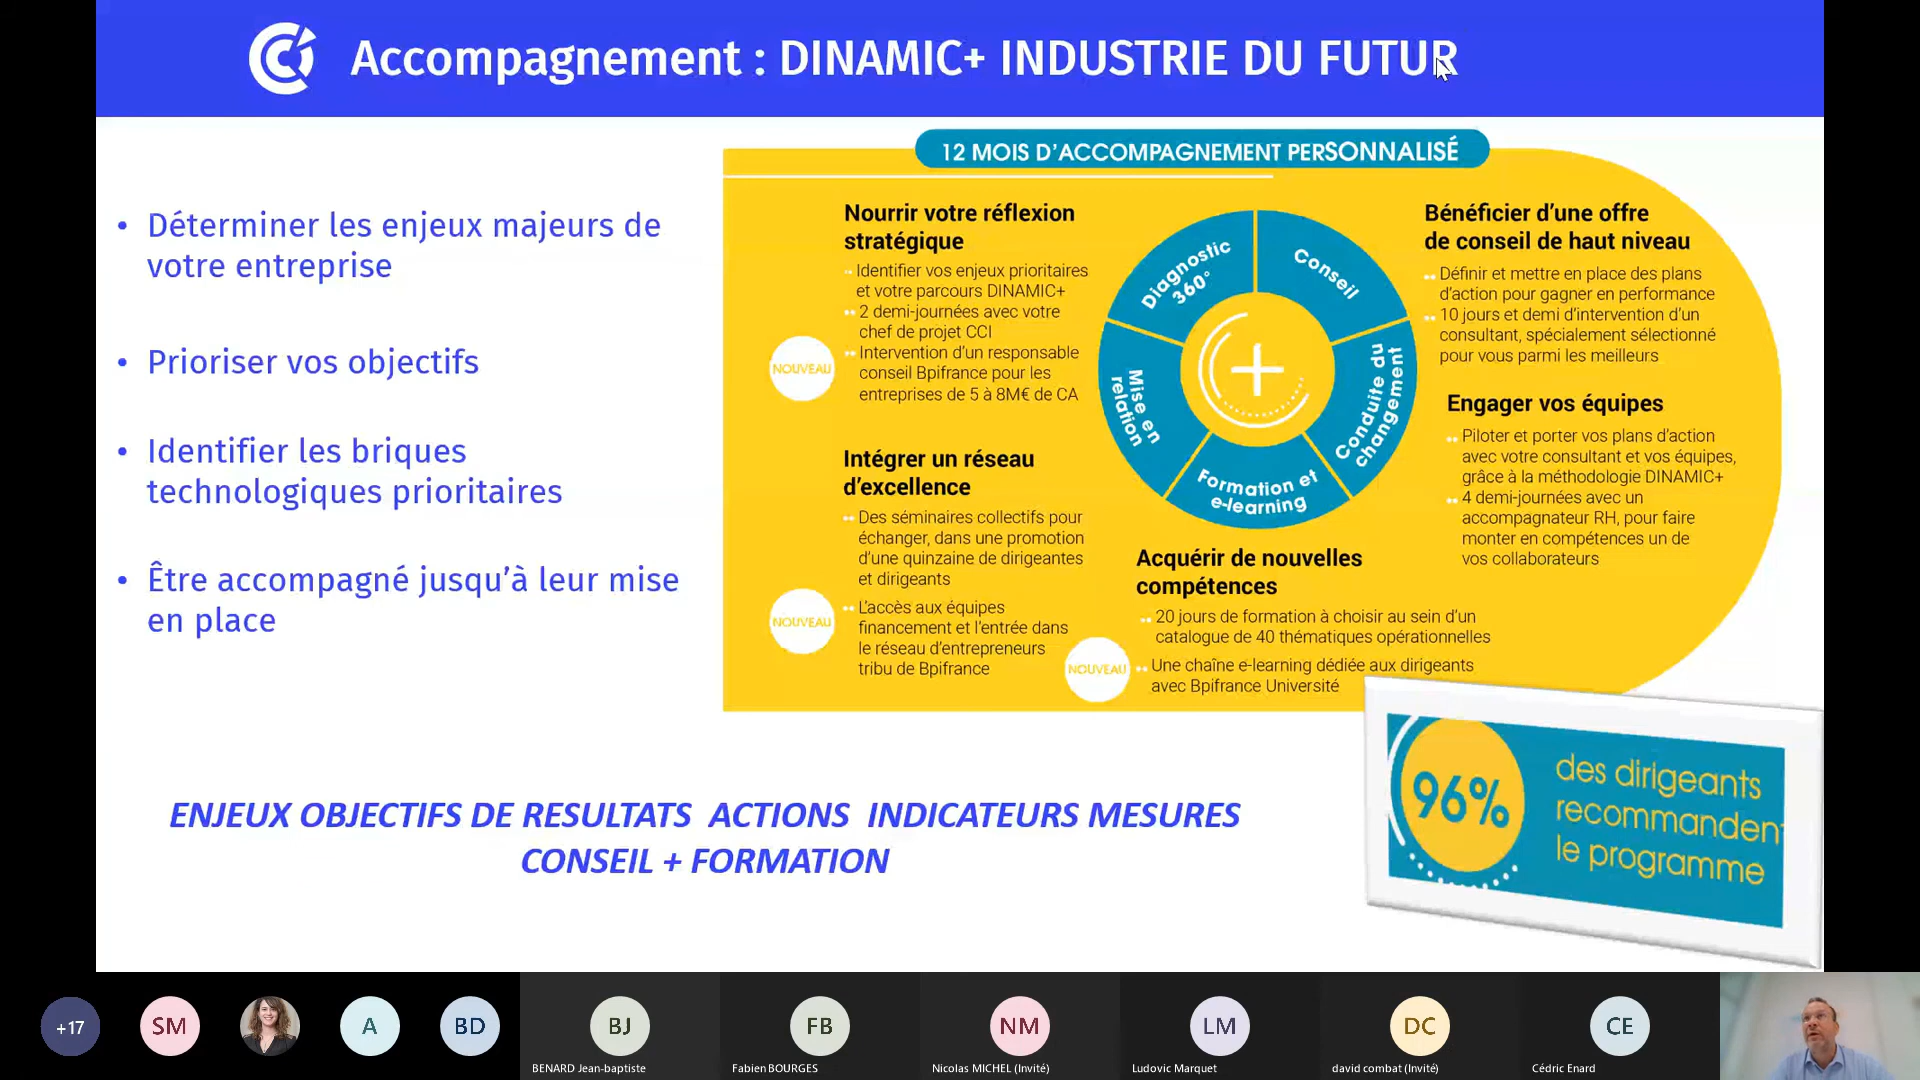 Accompagnement : DINAMIC+ INDUSTRIE DU FUTUR
• Déterminer les enjeux majeurs de
votre entreprise
• Prioriser vos objectifs
• Identifier les briques
technologiques prioritaires
• Être accompagné jusqu'à leur mise
en place
12 MOIS D'ACCOMPAGNEMENT PERSONNALISÉ
Nourrir votre réflexion
stratégique
Identifier vos enjeux prioritaires
et votre parcours DINAMIC+
2 demi-journées avec votre
chef de projet CCI
NOUVEAU
Intervention d'un responsable
conseil Bpifrance pour les
entreprises de 5 à 8M€ de CA
Intégrer un réseau
d'excellence
Des séminaires collectifs pour
échanger, dans une promotion
d'une quinzaine de dirigeantes
et dirigeants
NOUVEAU
L'accès aux équipes
financement et l'entrée dans
le réseau d'entrepreneurs
tribu de Bpifrance
Diagnostic
360°
Conseil
Conduite du
changement
Formation et
e-learning
Mise en
relation
+
Bénéficier d'une offre
de conseil de haut niveau
Définir et mettre en place des plans
d'action pour gagner en performance
10 jours et demi d'intervention d'un
consultant, spécialement sélectionné
pour vous parmi les meilleurs
Engager vos équipes
Piloter et porter vos plans d'action
avec votre consultant et vos équipes,
grâce à la méthodologie DINAMIC+
4 demi-journées avec un
accompagnateur RH, pour faire
monter en compétences un de
vos collaborateurs
Acquérir de nouvelles
compétences
20 jours de formation à choisir au sein d'un
catalogue de 40 thématiques opérationnelles
NOUVEAU
Une chaîne e-learning dédiée aux dirigeants
avec Bpifrance Université
96%
des dirigeants
recommandent
le programme
ENJEUX OBJECTIFS DE RESULTATS ACTIONS INDICATEURS MESURES
CONSEIL + FORMATION
+17
SM
A
BD
BJ
BENARD Jean-baptiste
FB
Fabien BOURGES
NM
Nicolas MICHEL (Invité)
LM
Ludovic Marquet
DC
david combat (Invité)
CE
Cédric Enard